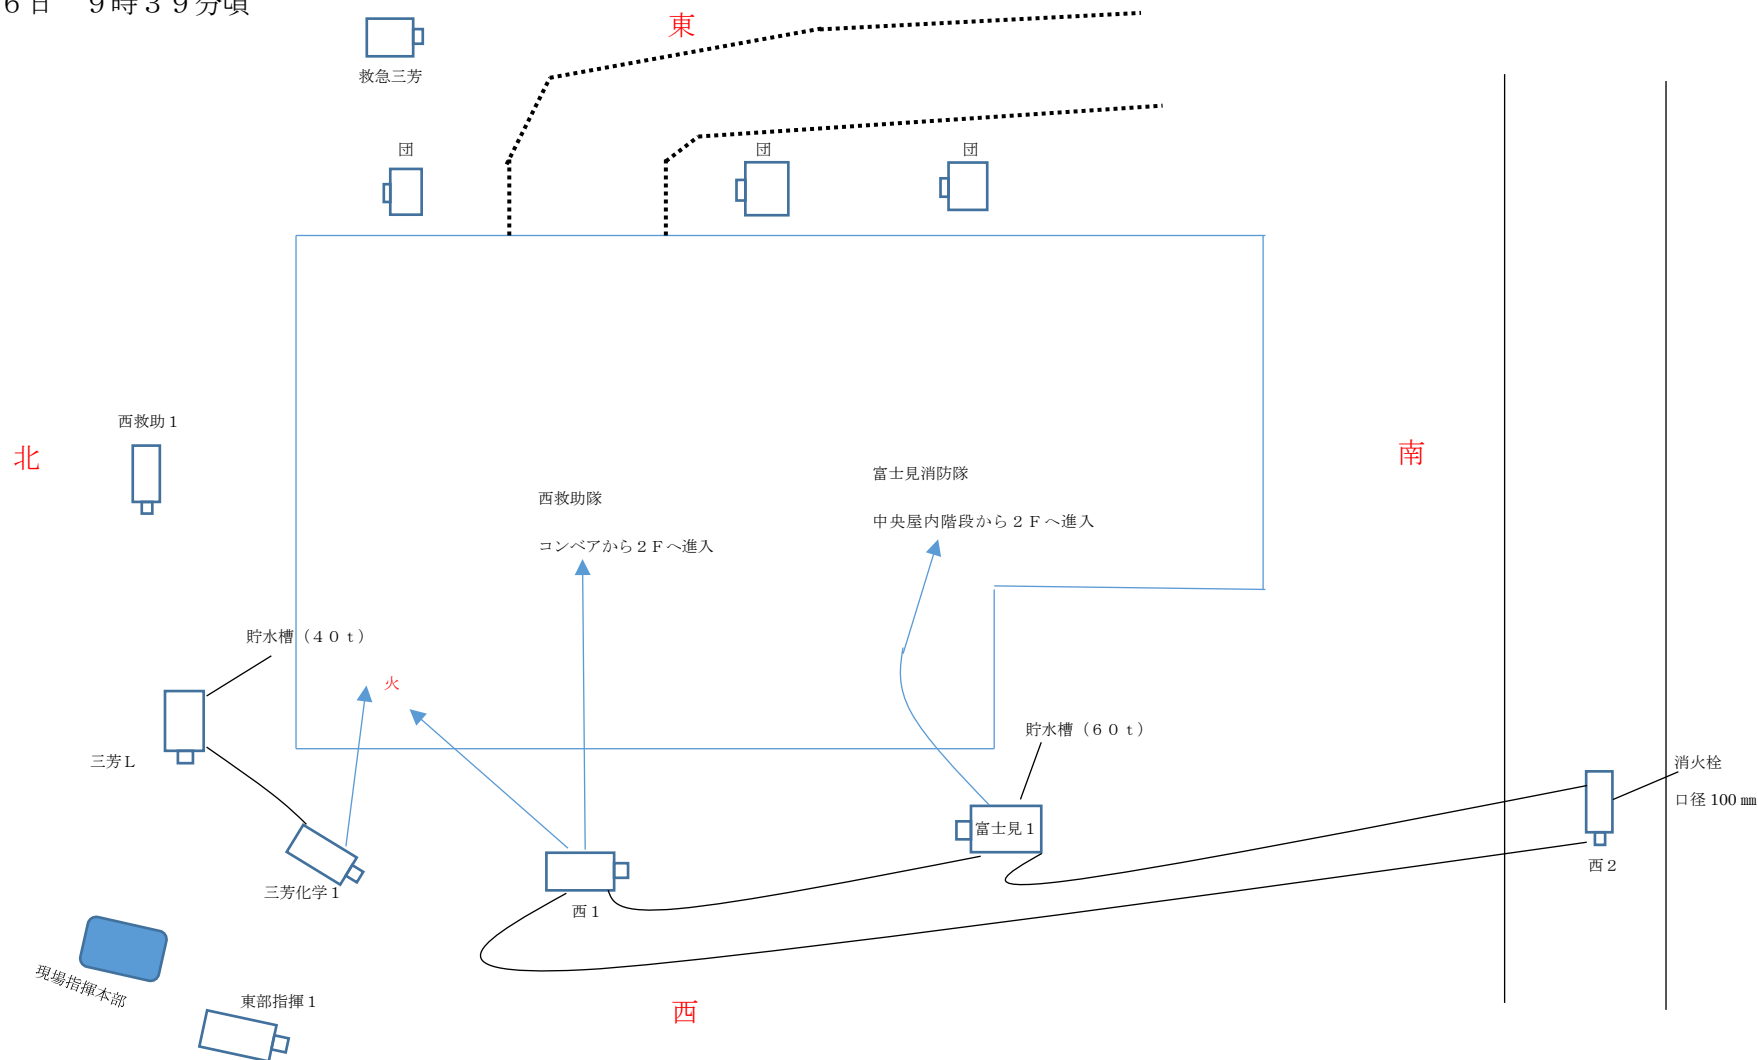 ６日　９時３９分頃
東
救急三芳
団
団
団
西救助１
北
南
富士見消防隊
西救助隊
中央屋内階段から２Ｆへ進入
コンベアから２Ｆへ進入
貯水槽（４０ｔ）
火
貯水槽（６０ｔ）
三芳Ｌ
消火栓
口径 100 ㎜
富士見１
西２
三芳化学１
西１
現場指揮本部
東部指揮１
西